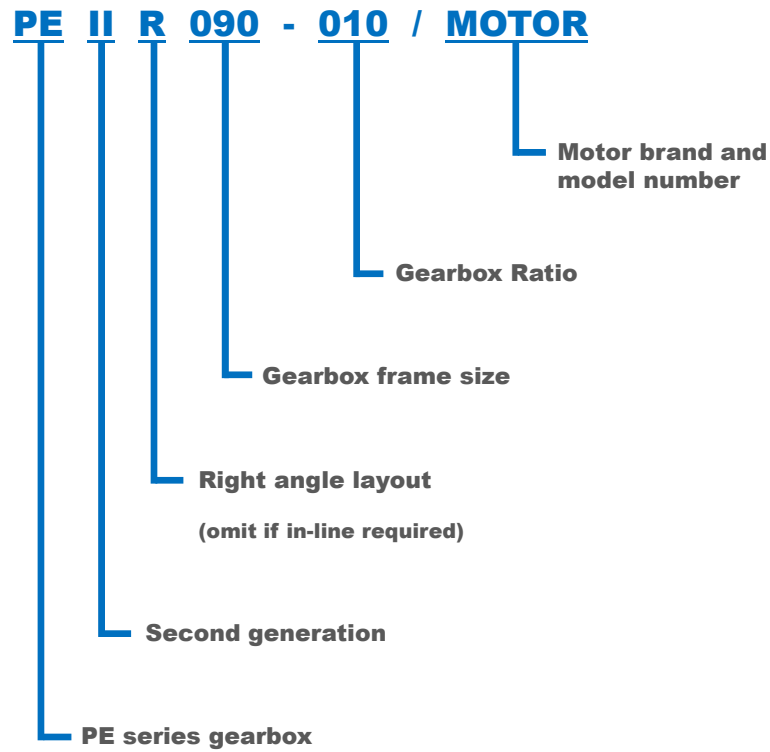 PE II R 090 - 010 / MOTOR
Motor brand and
model number
Gearbox Ratio
Gearbox frame size
Right angle layout
(omit if in-line required)
Second generation
PE series gearbox